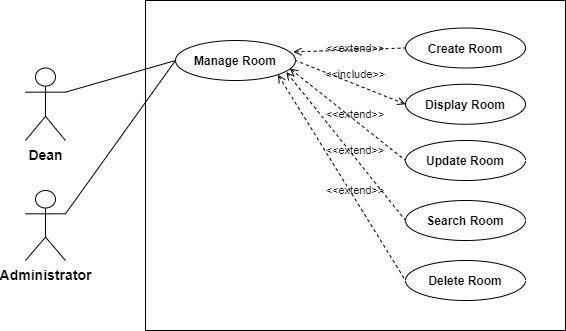 <<extend>>
Create Room
Manage Room
<<include>>
Display Room
<<extend>>
Dean
<<extend>>
Update Room
<<extend>>
Search Room
Administrator
Delete Room